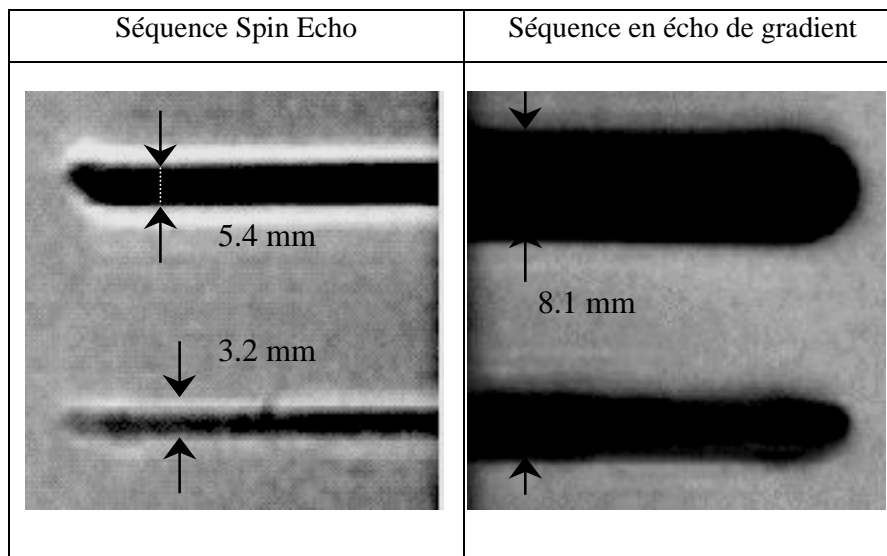 Séquence Spin Echo
Séquence en écho de gradient
5.4 mm
3.2 mm
8.1 mm